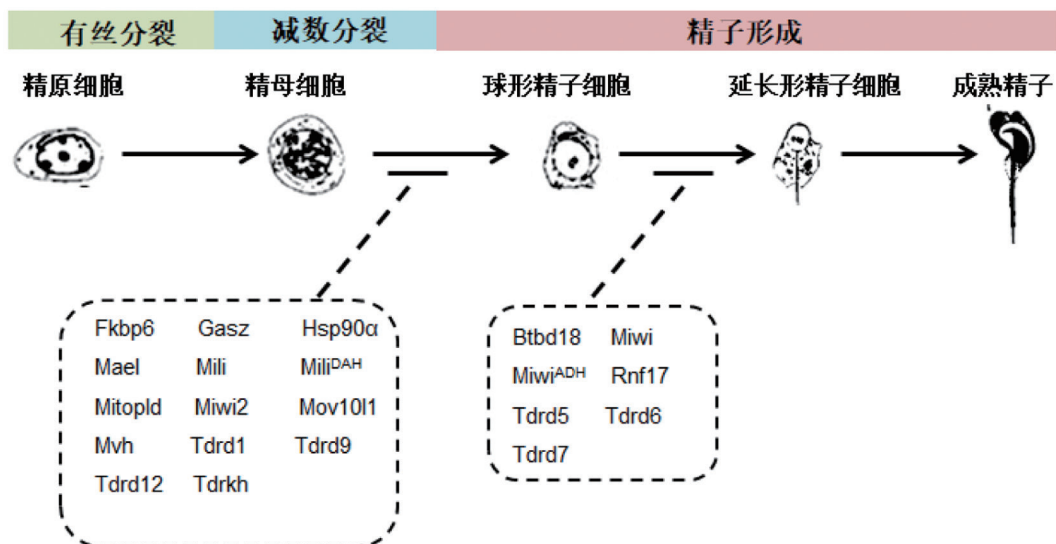 有丝分裂 减数分裂 精子形成
精原细胞 精母细胞 球形精子细胞 延长形精子细胞 成熟精子
Fkbp6 Gasz Hsp90α
Mael Mili Mili^DAH
Mitopld Miwi2 Mov10l1
Mvh Tdrd1 Tdrd9
Tdrd12 Tdrkh
Btbd18 Miwi
Miwi^ADH Rnf17
Tdrd5 Tdrd6
Tdrd7